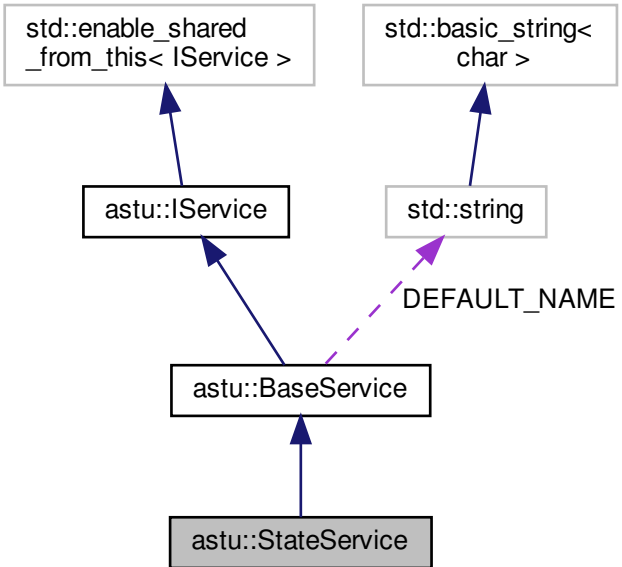 std::enable_shared
_from_this< IService >
std::basic_string<
char >
astu::IService
std::string
DEFAULT_NAME
astu::BaseService
astu::StateService